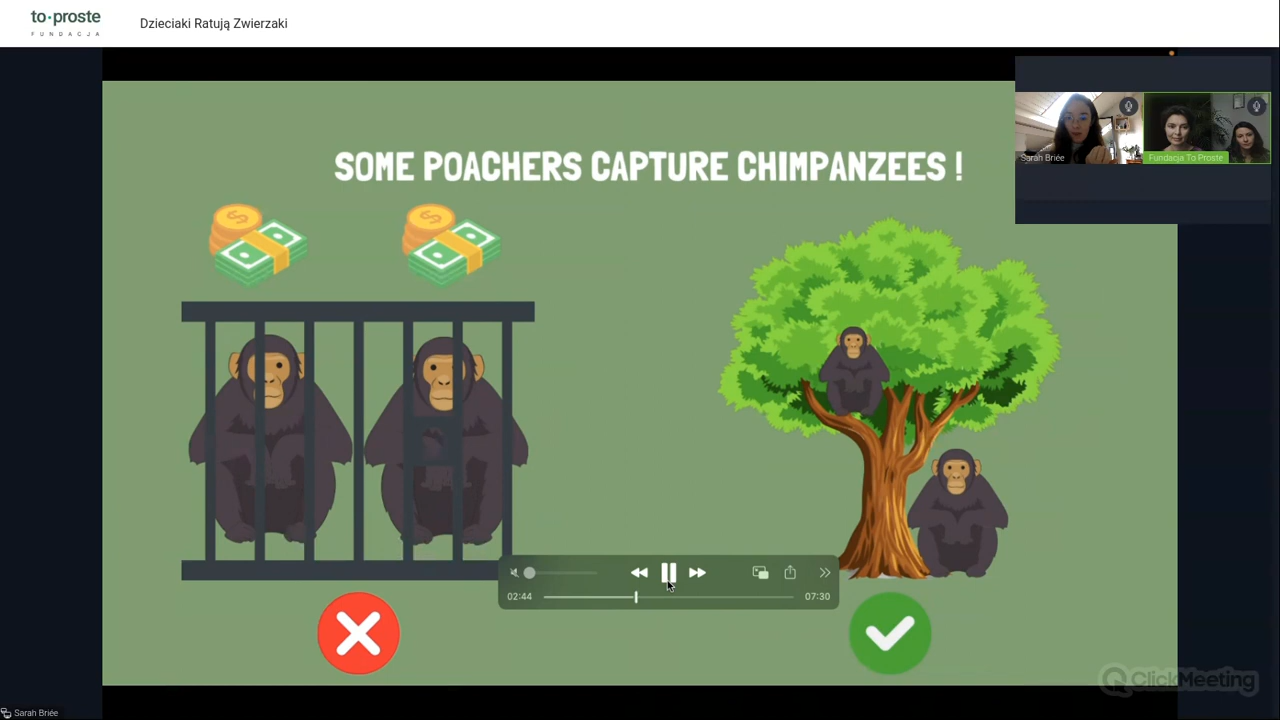 to·proste
FUNDACJA
Dzieciaki Ratują Zwierzaki
SOME POACHERS CAPTURE CHIMPANZEES !
Sarah Briée
Fundacja To Proste
02:44
07:30
ClickMeeting
Sarah Briée